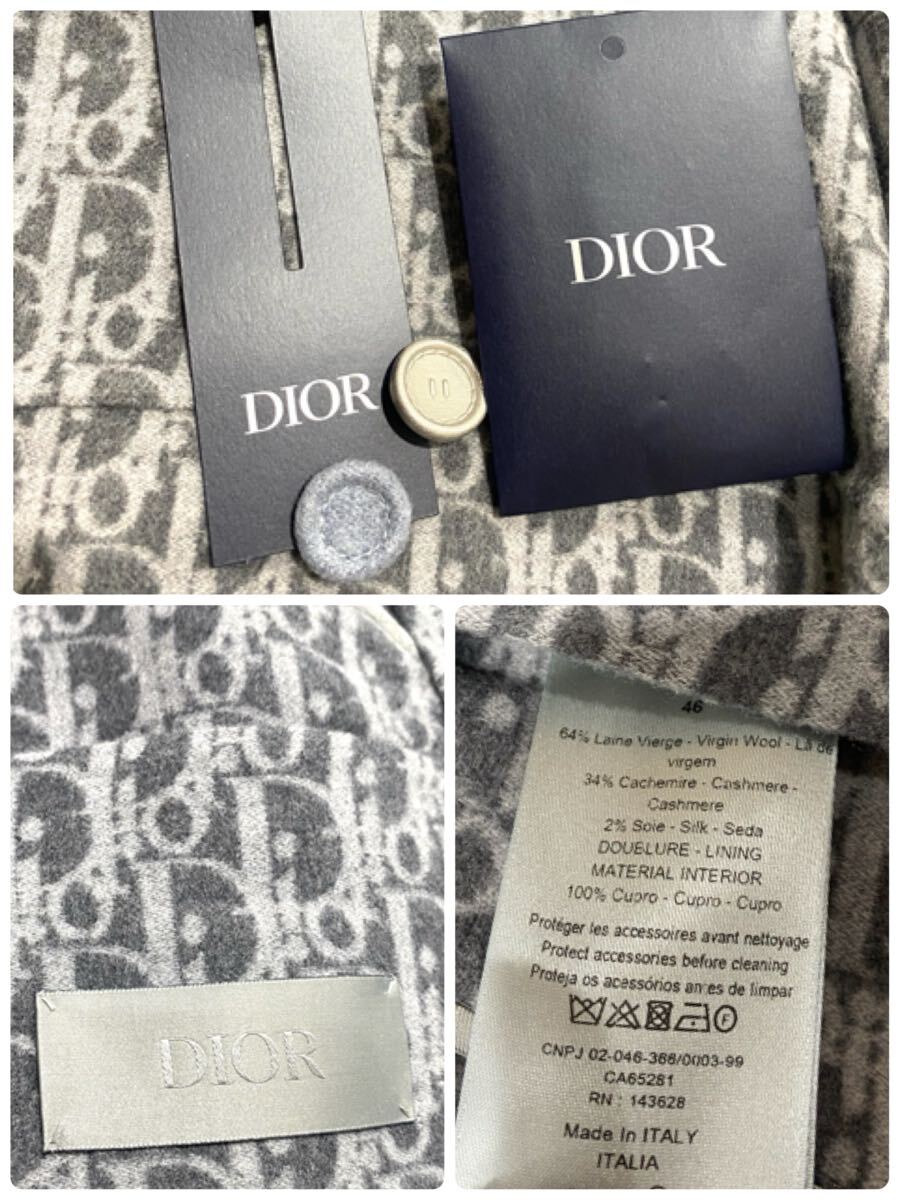 DIOR
DIOR
DIOR
46
64% Laine Vierge - Virgin Wool - Lã de
virgem
34% Cachemire - Cashmere -
Cashmere
2% Soie - Silk - Seda
DOUBLURE - LINING
MATERIAL INTERIOR
100% Cupro - Cupro - Cupro
Protéger les accessoires avant nettoyage
Protect accessories before cleaning
Proteja os acessórios antes de limpar
F
CNPJ 02-046-366/0003-99
CA65281
RN : 143628
Made In ITALY
ITALIA